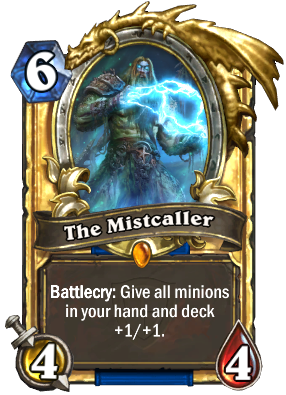 6
The Mistcaller
Battlecry: Give all minions
in your hand and deck
+1/+1.
4
4